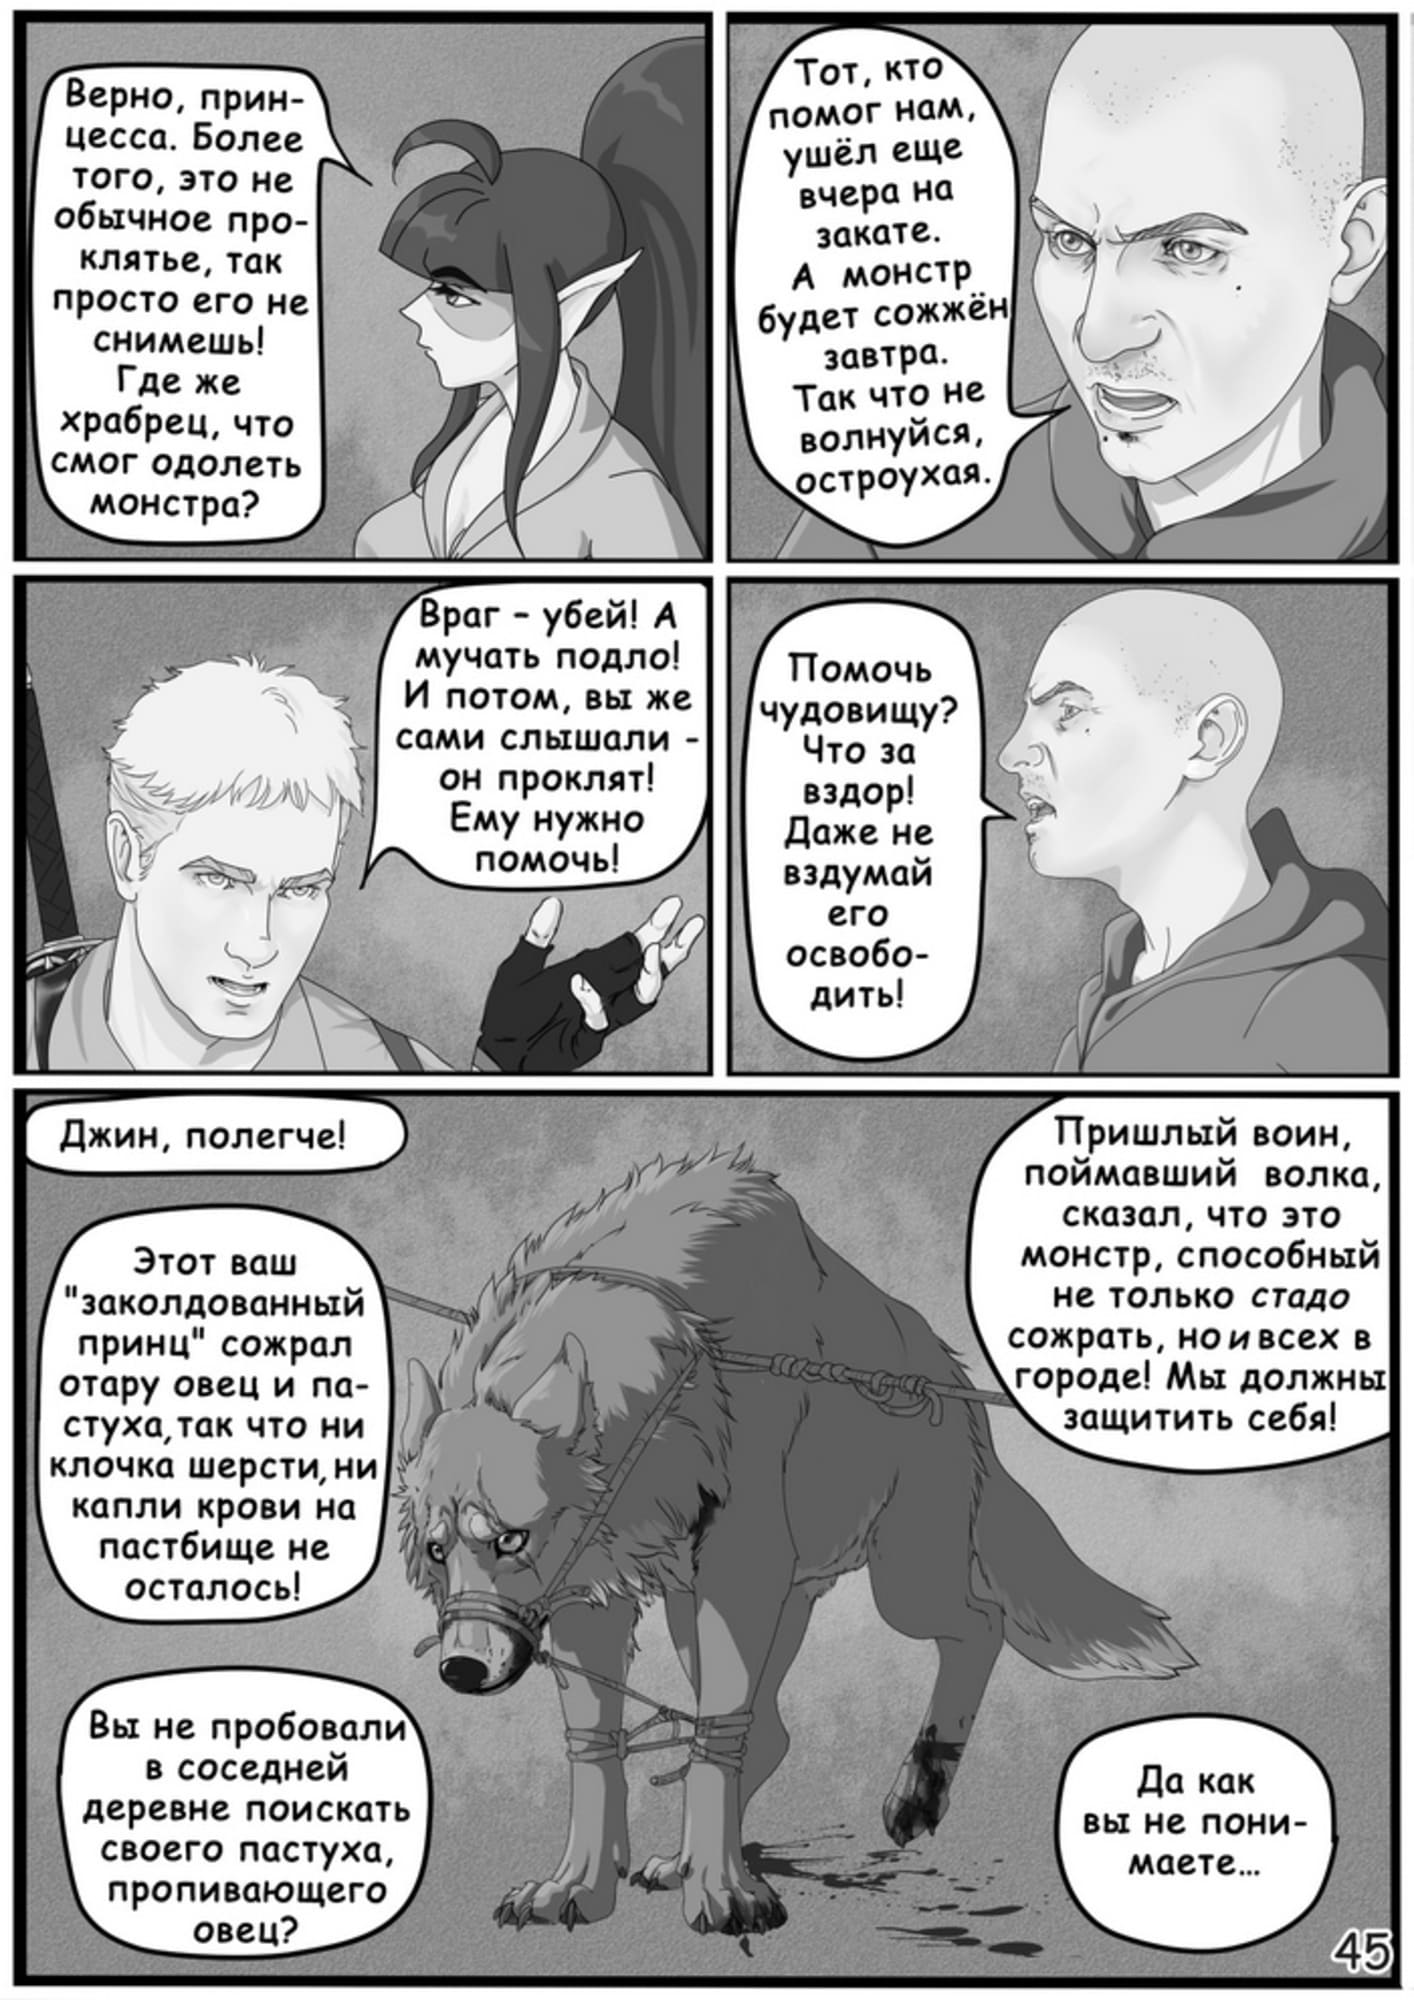 Верно, прин-
цесса. Более
того, это не
обычное про-
клятье, так
просто его не
снимешь!
Где же
храбрец, что
смог одолеть
монстра?
Тот, кто
помог нам,
ушёл еще
вчера на
закате.
А монстр
будет сожжён
завтра.
Так что не
волнуйся,
остроухая.
Враг - убей! А
мучать подло!
И потом, вы же
сами слышали -
он проклят!
Ему нужно
помочь!
Помочь
чудовищу?
Что за
вздор!
Даже не
вздумай
его
освобо-
дить!
Джин, полегче!
Пришлый воин,
поймавший волка,
сказал, что это
монстр, способный
не только стадо
сожрать, но и всех в
городе! Мы должны
защитить себя!
Этот ваш
"заколдованный
принц" сожрал
отару овец и па-
стуха, так что ни
клочка шерсти, ни
капли крови на
пастбище не
осталось!
Вы не пробовали
в соседней
деревне поискать
своего пастуха,
пропивающего
овец?
Да как
вы не пони-
маете...
45